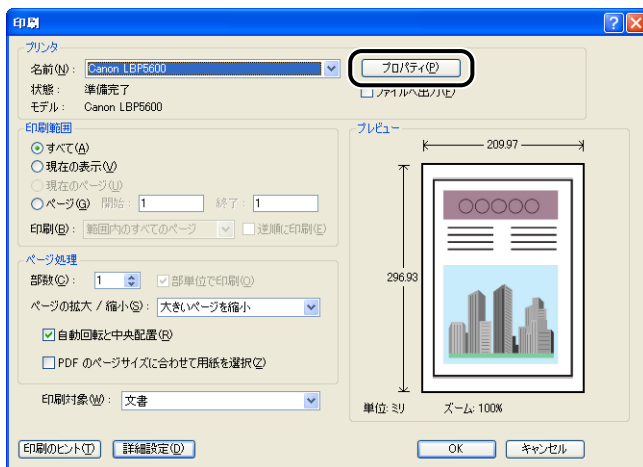 印刷
プリンタ
名前(N): Canon LBP5600 プロパティ(P)
状態: 準備完了 ファイルへ出力(F)
モデル: Canon LBP5600
印刷範囲
すべて(A)
現在の表示(V)
現在のページ(U)
ページ(G) 開始: 1 終了: 1
印刷(R): 範囲内のすべてのページ 逆順に印刷(E)
ページ処理
部数(C): 1 部単位で印刷(O)
ページの拡大 / 縮小(S): 大きいページを縮小
自動回転と中央配置(R)
PDF のページサイズに合わせて用紙を選択(Z)
印刷対象(W): 文書
プレビュー
209.97
296.93
○○○○○
単位: ミリ ズーム: 100%
印刷のヒント(T) 詳細設定(D) OK キャンセル